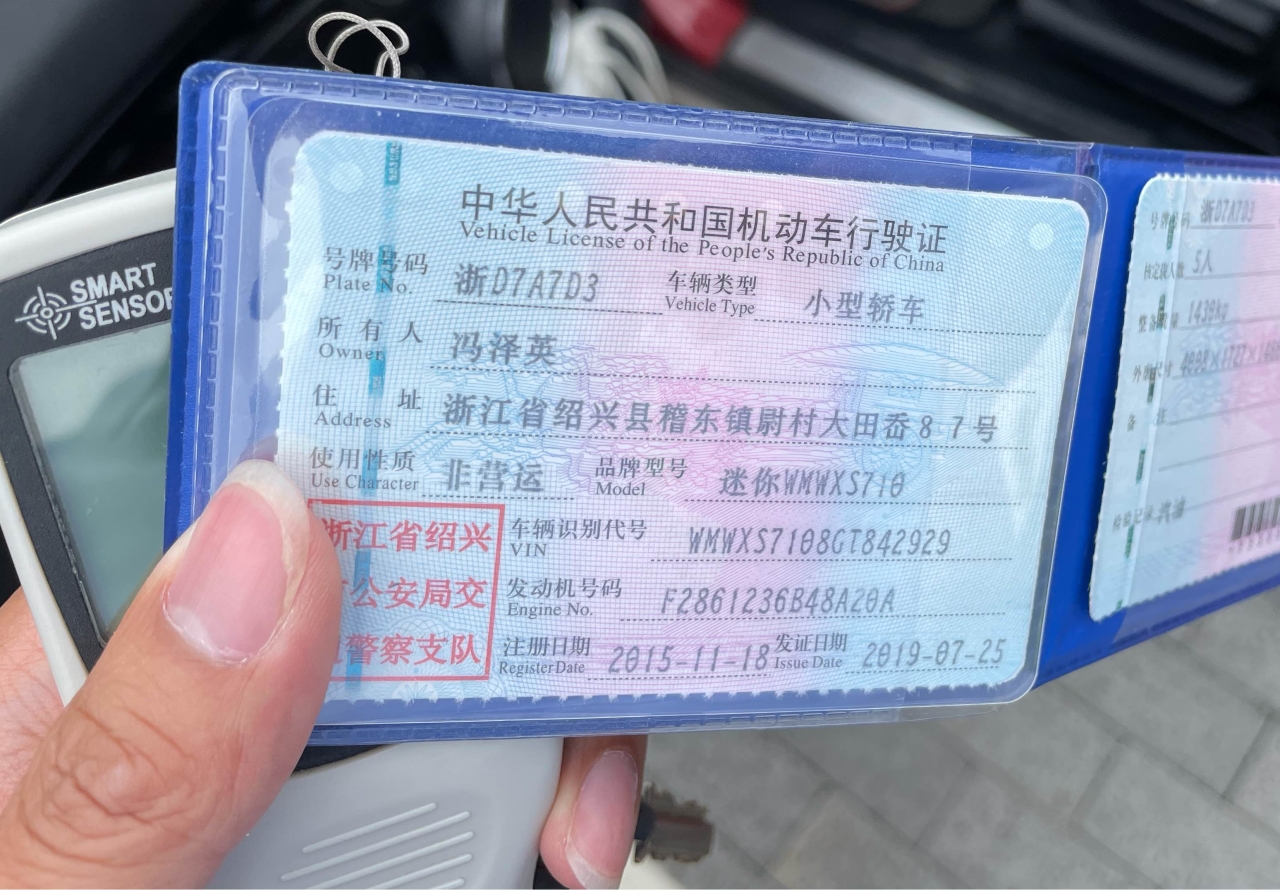 SMART
SENSOR
中华人民共和国机动车行驶证
Vehicle License of the People's Republic of China
号牌号码 浙D7A7D3 车辆类型 小型轿车
Plate No. Vehicle Type
所有人 冯泽英
Owner
住址 浙江省绍兴县稽东镇尉村大田岙87号
Address
使用性质 非营运 品牌型号 迷你WMWXS710
Use Character Model
浙江省绍兴 车辆识别代号 WMWXS7108GT842929
VIN
公安局交 发动机号码 F2861236B48A20A
Engine No.
警察支队 注册日期 2015-11-18 发证日期 2019-07-25
Register Date Issue Date
浙D7A7D3
5人
1430kg
汽油